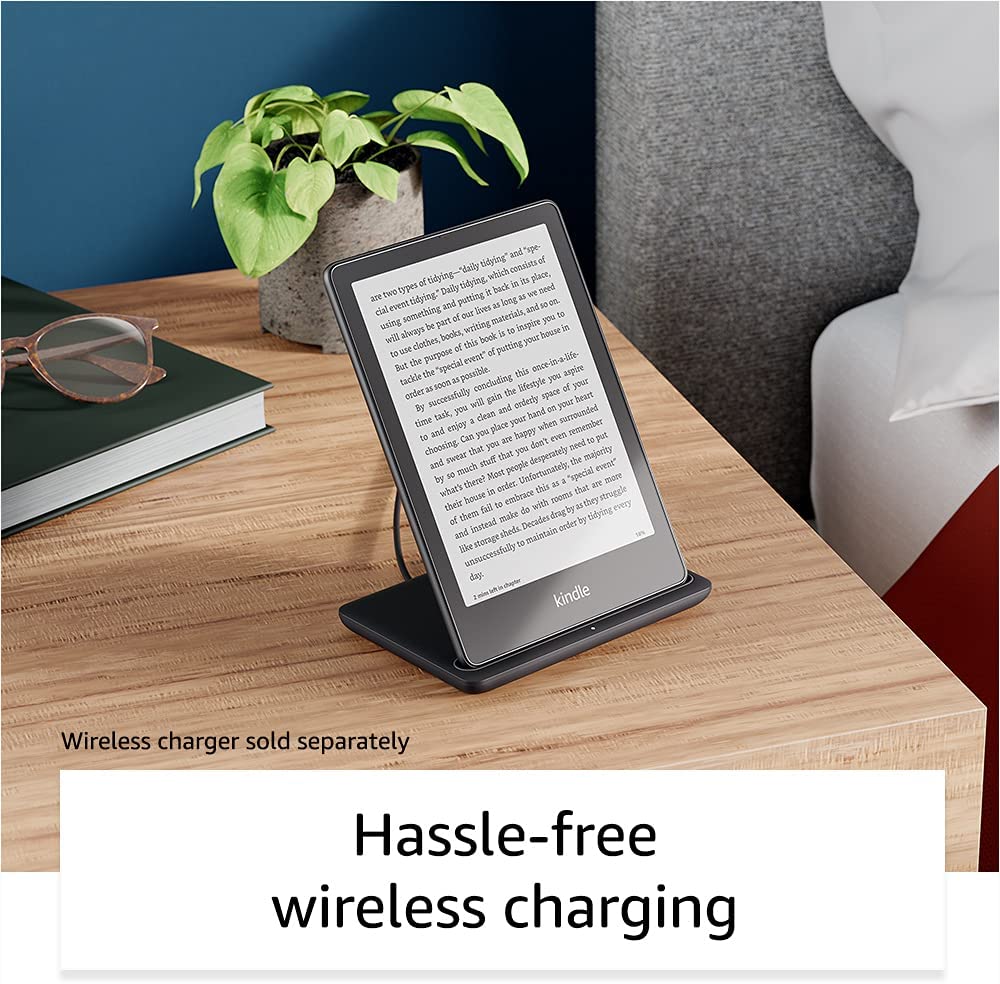 are two types of tidying—“daily tidying” and “spe-
cial event tidying.” Daily tidying, which consists of
using something and putting it back in its place,
will always be part of our lives as long as we need
to use clothes, books, writing materials, and so on.
But the purpose of this book is to inspire you to
tackle the “special event” of putting your house in
order as soon as possible.
By successfully concluding this once-in-a-life-
time task, you will gain the lifestyle you aspire
to and enjoy a clean and orderly space of your
choosing. Can you place your hand on your heart
and swear that you are happy when surrounded
by so much stuff that you don’t even remember
what’s there? Most people desperately need to put
their house in order. Unfortunately, the majority
of them fail to embrace this as a “special event”
and instead make do with rooms that are more
like storage sheds. Decades drag by as they struggle
unsuccessfully to maintain order by tidying every
day.
2 mins left in chapter 18%
kindle
Wireless charger sold separately
Hassle-free
wireless charging